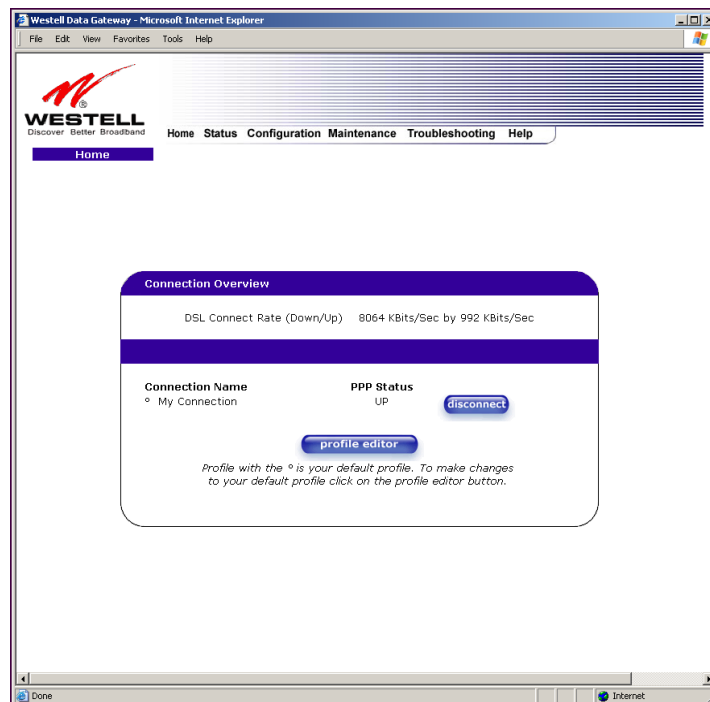 Westell Data Gateway - Microsoft Internet Explorer
File Edit View Favorites Tools Help
WESTELL
®
Discover Better Broadband
Home Status Configuration Maintenance Troubleshooting Help
Home
Connection Overview
DSL Connect Rate (Down/Up) 8064 KBits/Sec by 992 KBits/Sec
Connection Name PPP Status
° My Connection UP disconnect
profile editor
Profile with the ° is your default profile. To make changes
to your default profile click on the profile editor button.
Done Internet